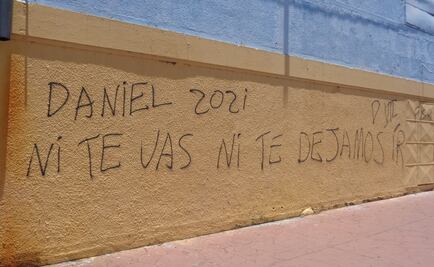 DANiEL 2021
Ni TE VAS Ni TE DEJAMOS iR